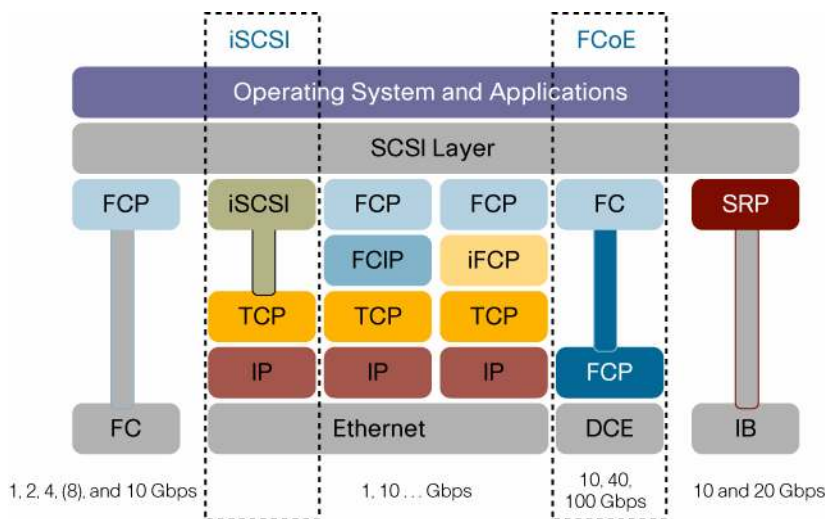 iSCSI FCoE
Operating System and Applications
SCSI Layer
FCP iSCSI FCP FCP FC SRP
FCIP iFCP
TCP TCP TCP
IP IP IP FCP
FC Ethernet DCE IB
1, 2, 4, (8), and 10 Gbps 1, 10 ... Gbps 10, 40, 100 Gbps 10 and 20 Gbps